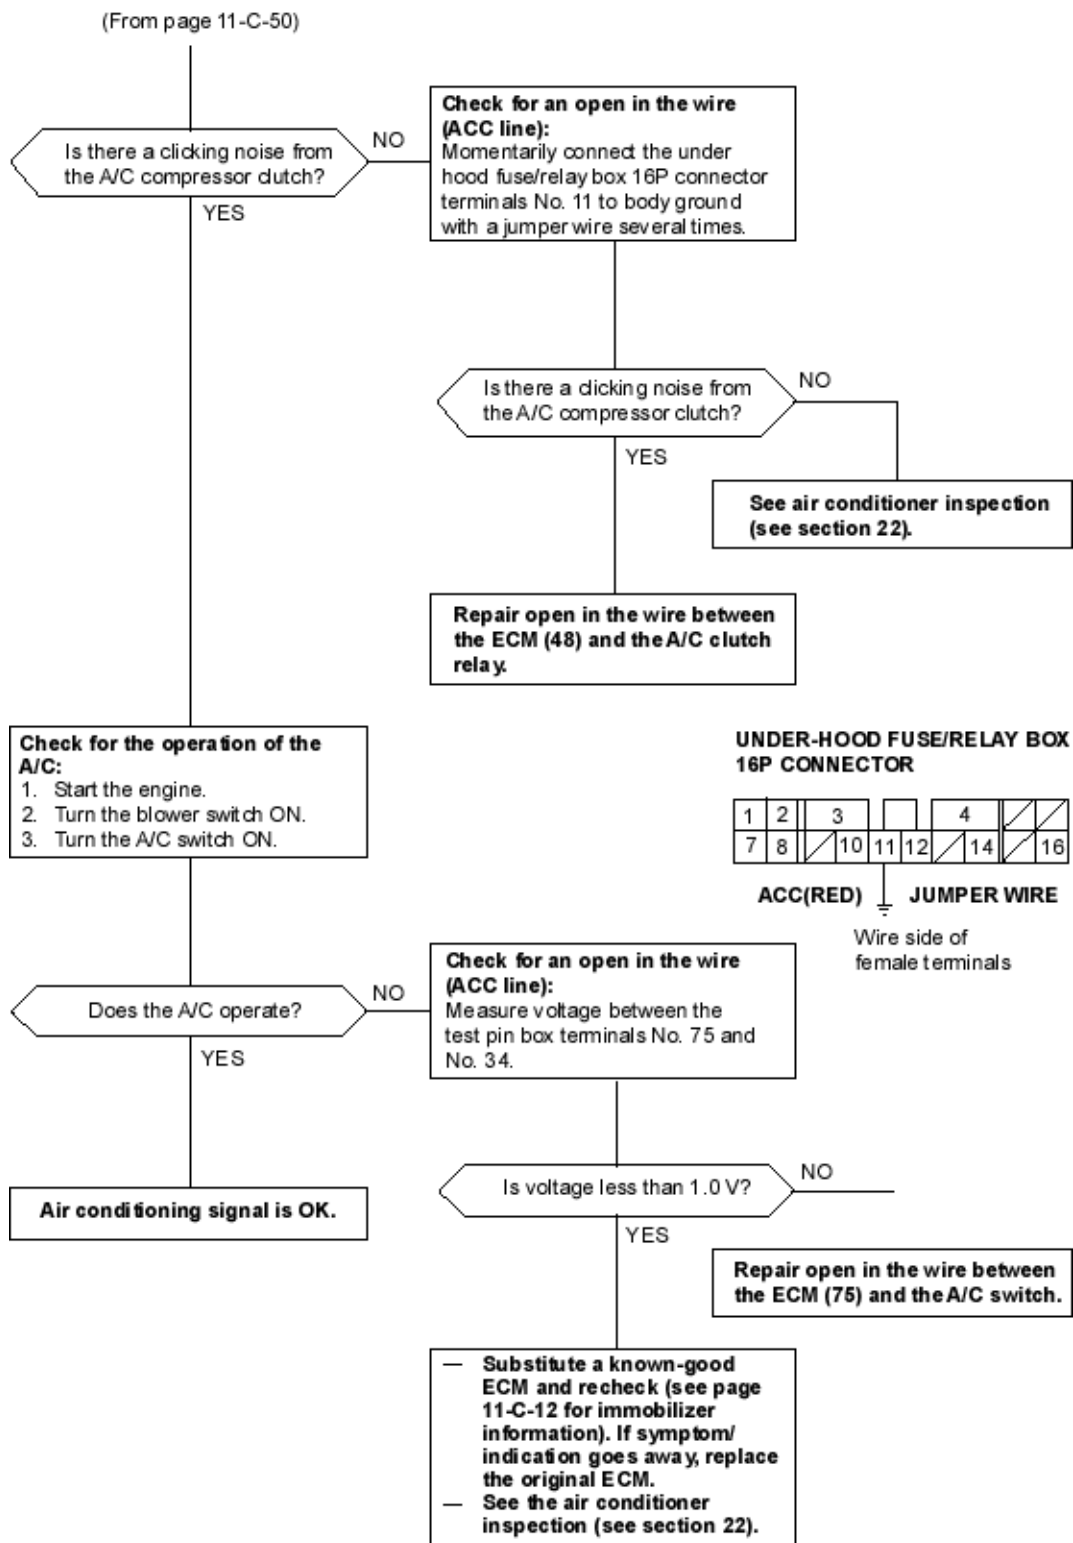 (From page 11-C-50)
Is there a clicking noise from
the A/C compressor clutch?
NO
YES
Check for an open in the wire
(ACC line):
Momentarily connect the under
hood fuse/relay box 16P connector
terminals No. 11 to body ground
with a jumper wire several times.
Is there a clicking noise from
the A/C compressor clutch?
NO
YES
See air conditioner inspection
(see section 22).
Repair open in the wire between
the ECM (48) and the A/C clutch
relay.
Check for the operation of the
A/C:
1. Start the engine.
2. Turn the blower switch ON.
3. Turn the A/C switch ON.
UNDER-HOOD FUSE/RELAY BOX
16P CONNECTOR
1 2 3 4
7 8 10 11 12 14 16
ACC(RED) JUMPER WIRE
Wire side of
female terminals
Does the A/C operate?
NO
YES
Check for an open in the wire
(ACC line):
Measure voltage between the
test pin box terminals No. 75 and
No. 34.
Air conditioning signal is OK.
Is voltage less than 1.0 V?
NO
YES
Repair open in the wire between
the ECM (75) and the A/C switch.
— Substitute a known-good
ECM and recheck (see page
11-C-12 for immobilizer
information). If symptom/
indication goes away, replace
the original ECM.
— See the air conditioner
inspection (see section 22).